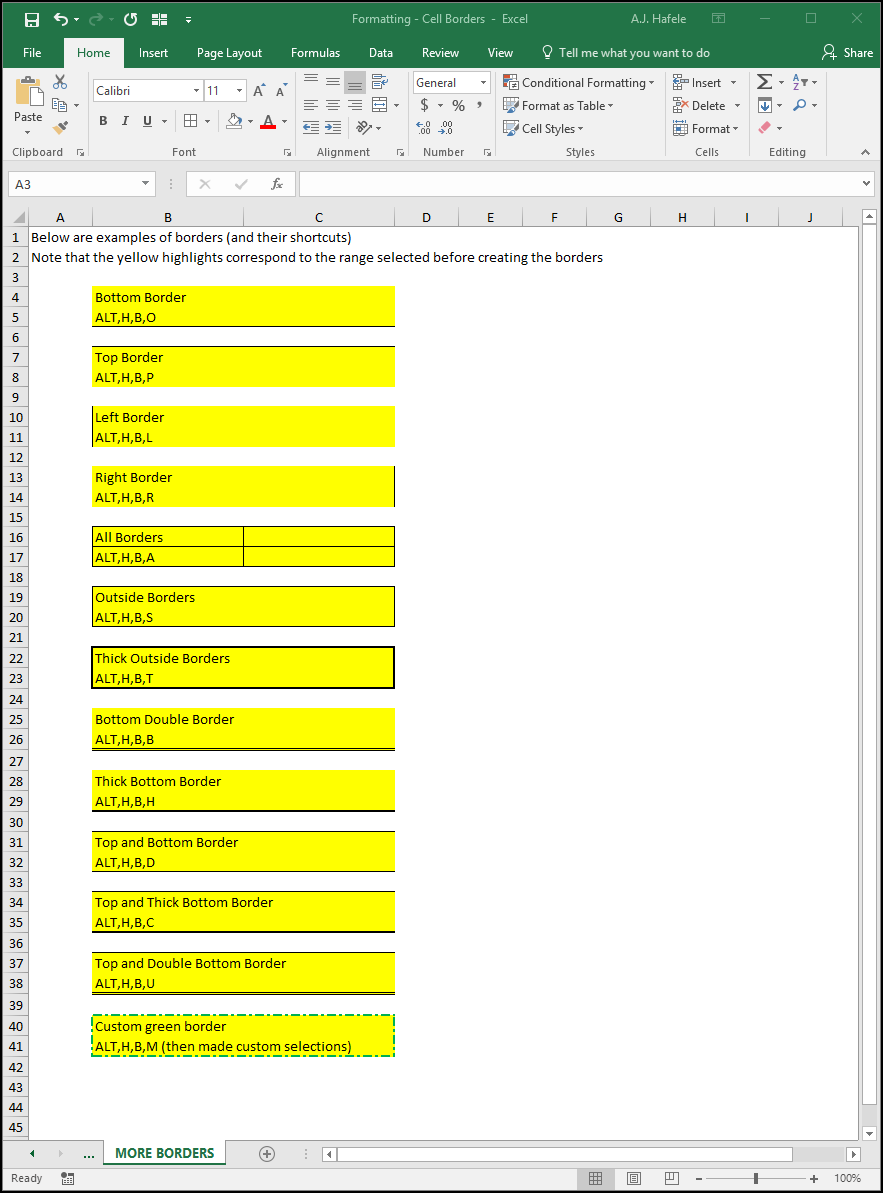 Formatting - Cell Borders - Excel
A.J. Hafele
File Home Insert Page Layout Formulas Data Review View Tell me what you want to do Share
Paste
Calibri 11
B I U
A A
A
General
$ % ,
Conditional Formatting
Format as Table
Cell Styles
Insert
Delete
Format
Clipboard Font Alignment Number Styles Cells Editing
A3 fx
A B C D E F G H I J
1 Below are examples of borders (and their shortcuts)
2 Note that the yellow highlights correspond to the range selected before creating the borders
3
4 Bottom Border
5 ALT,H,B,O
6
7 Top Border
8 ALT,H,B,P
9
10 Left Border
11 ALT,H,B,L
12
13 Right Border
14 ALT,H,B,R
15
16 All Borders
17 ALT,H,B,A
18
19 Outside Borders
20 ALT,H,B,S
21
22 Thick Outside Borders
23 ALT,H,B,T
24
25 Bottom Double Border
26 ALT,H,B,B
27
28 Thick Bottom Border
29 ALT,H,B,H
30
31 Top and Bottom Border
32 ALT,H,B,D
33
34 Top and Thick Bottom Border
35 ALT,H,B,C
36
37 Top and Double Bottom Border
38 ALT,H,B,U
39
40 Custom green border
41 ALT,H,B,M (then made custom selections)
42
43
44
45
... MORE BORDERS
Ready 100%